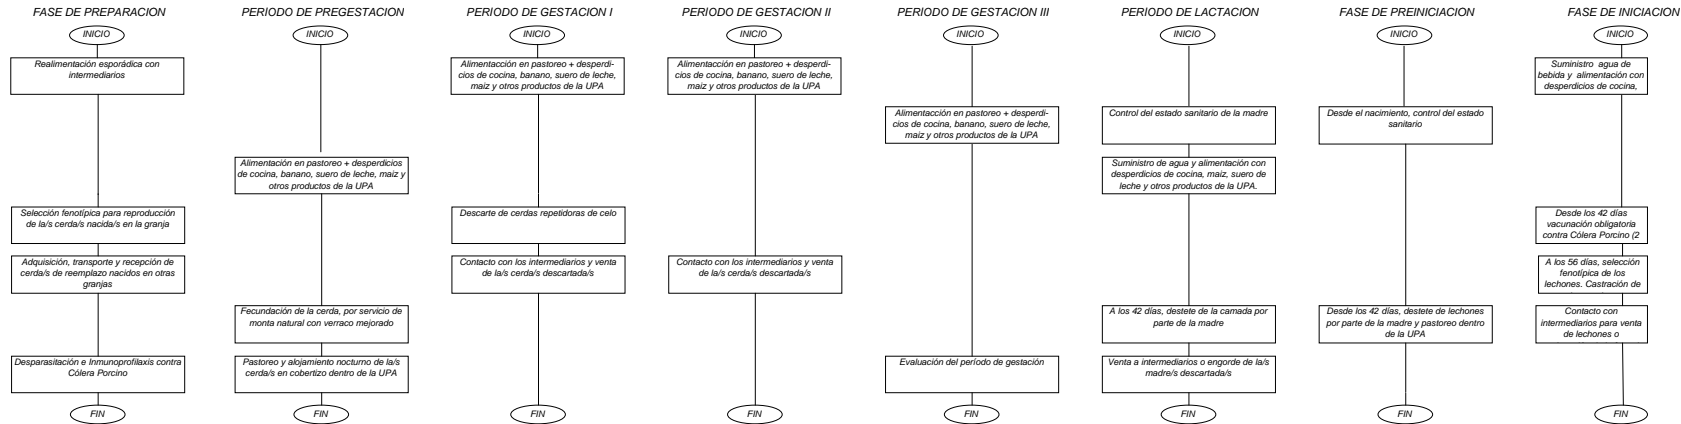 FASE DE PREPARACION
INICIO
Realimentación esporádica con
intermediarios
Selección fenotípica para reproducción
de la/s cerda/s nacida/s en la granja
Adquisición, transporte y recepción de
cerda/s de reemplazo nacidos en otras
granjas
Desparasitación e Inmunoprofilaxis contra
Cólera Porcino
FIN
PERIODO DE PREGESTACION
INICIO
Alimentación en pastoreo + desperdicios
de cocina, banano, suero de leche, maíz y
otros productos de la UPA
Fecundación de la cerda, por servicio de
monta natural con verraco mejorado
Pastoreo y alojamiento nocturno de la/s
cerda/s en cobertizo dentro de la UPA
FIN
PERIODO DE GESTACION I
INICIO
Alimentacción en pastoreo + desperdi-
cios de cocina, banano, suero de leche,
maiz y otros productos de la UPA
Descarte de cerdas repetidoras de celo
Contacto con los intermediarios y venta
de la/s cerda/s descartada/s
FIN
PERIODO DE GESTACION II
INICIO
Alimentacción en pastoreo + desperdi-
cios de cocina, banano, suero de leche,
maiz y otros productos de la UPA
Contacto con los intermediarios y venta
de la/s cerda/s descartada/s
FIN
PERIODO DE GESTACION III
INICIO
Alimentacción en pastoreo + desperdi-
cios de cocina, banano, suero de leche,
maiz y otros productos de la UPA
Evaluación del período de gestación
FIN
PERIODO DE LACTACION
INICIO
Control del estado sanitario de la madre
Suministro de agua y alimentación con
desperdicios de cocina, maiz, suero de
leche y otros productos de la UPA.
A los 42 días, destete de la camada por
parte de la madre
Venta a intermediarios o engorde de la/s
madre/s descartada/s
FIN
FASE DE PREINICIACION
INICIO
Desde el nacimiento, control del estado
sanitario
Desde los 42 días, destete de lechones
por parte de la madre y pastoreo dentro
de la UPA
FIN
FASE DE INICIACION
INICIO
Suministro agua de
bebida y alimentación con
desperdicios de cocina,
Desde los 42 días
vacunación obligatoria
contra Cólera Porcino (2
A los 56 días, selección
fenotípica de los
lechones. Castración de
Contacto con
intermediarios para venta
de lechones o
FIN